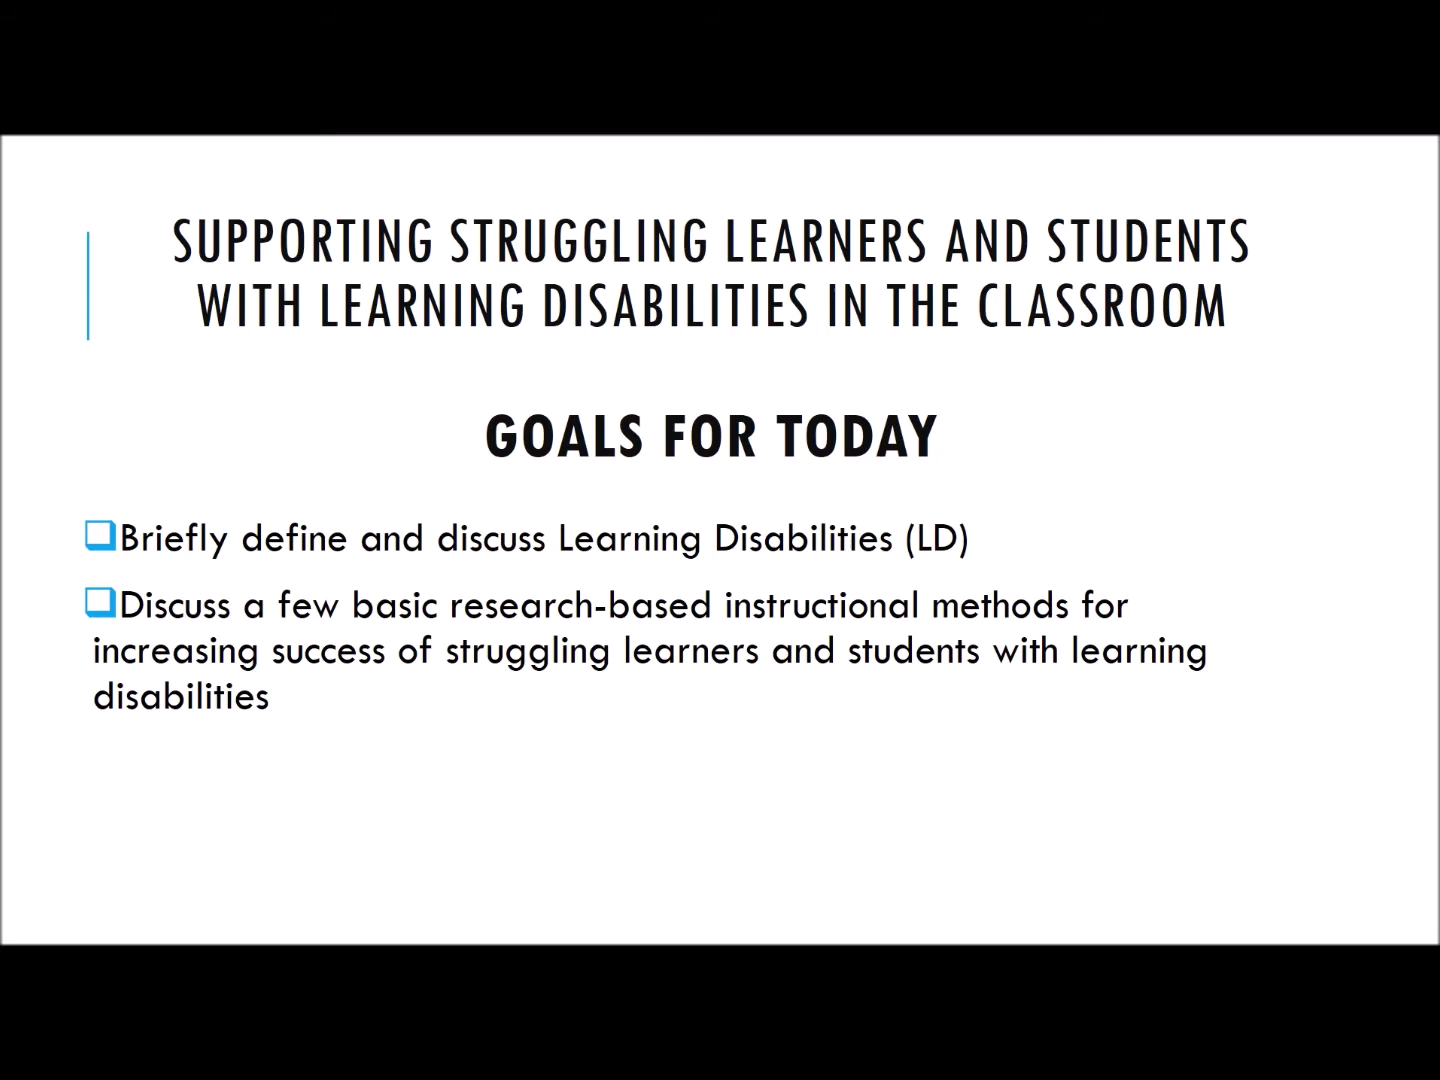 SUPPORTING STRUGGLING LEARNERS AND STUDENTS
WITH LEARNING DISABILITIES IN THE CLASSROOM
GOALS FOR TODAY
Briefly define and discuss Learning Disabilities (LD)
Discuss a few basic research-based instructional methods for
increasing success of struggling learners and students with learning
disabilities